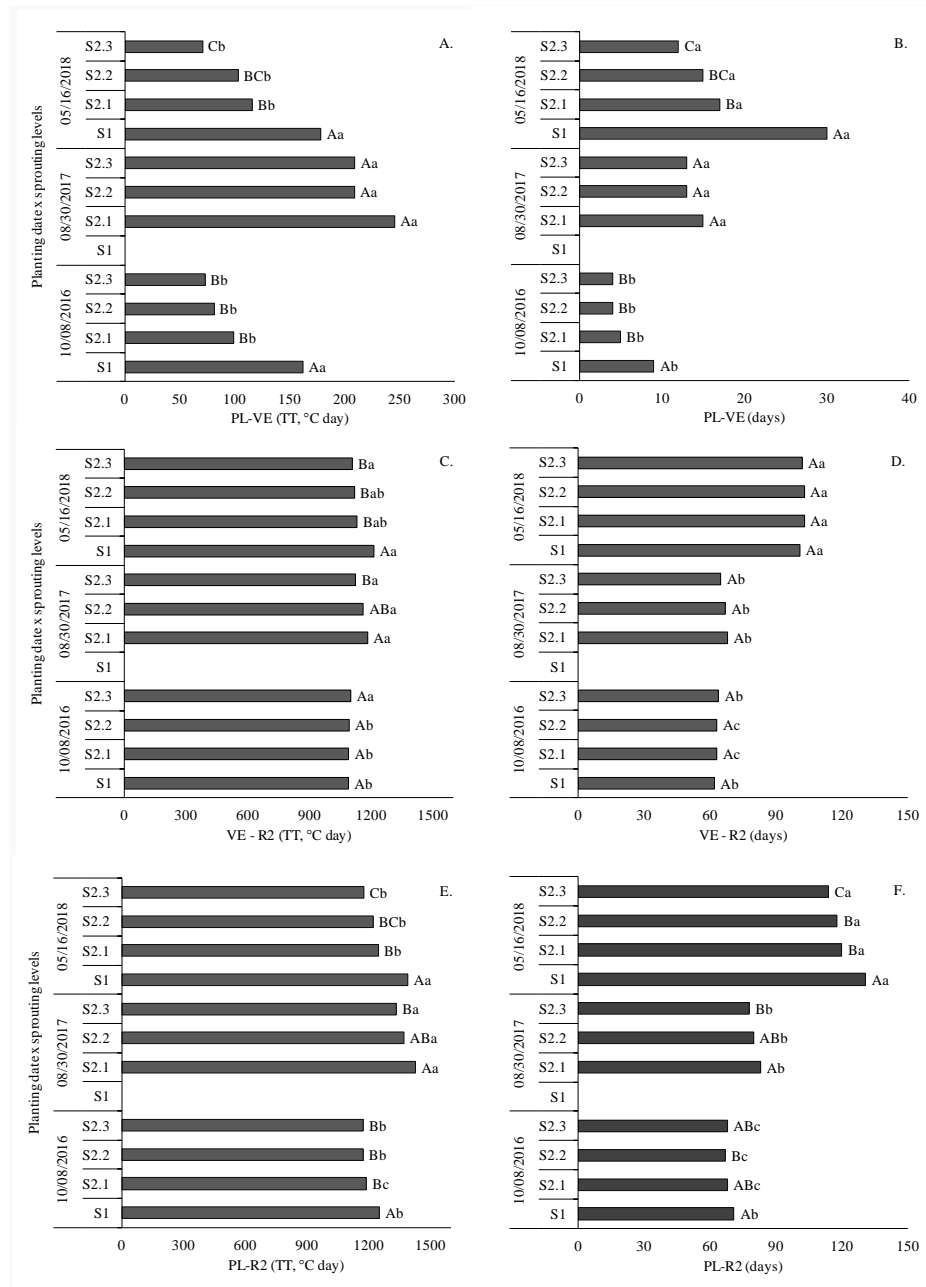 A.
Planting date x sprouting levels
05/16/2018
S2.3 Cb
S2.2 BCb
S2.1 Bb
S1 Aa
08/30/2017
S2.3 Aa
S2.2 Aa
S2.1 Aa
S1
10/08/2016
S2.3 Bb
S2.2 Bb
S2.1 Bb
S1 Aa
0 50 100 150 200 250 300
PL-VE (TT, °C day)
B.
05/16/2018
S2.3 Ca
S2.2 BCa
S2.1 Ba
S1 Aa
08/30/2017
S2.3 Aa
S2.2 Aa
S2.1 Aa
S1
10/08/2016
S2.3 Bb
S2.2 Bb
S2.1 Bb
S1 Ab
0 10 20 30 40
PL-VE (days)
C.
Planting date x sprouting levels
05/16/2018
S2.3 Ba
S2.2 Bab
S2.1 Bab
S1 Aa
08/30/2017
S2.3 Ba
S2.2 ABa
S2.1 Aa
S1
10/08/2016
S2.3 Aa
S2.2 Ab
S2.1 Ab
S1 Ab
0 300 600 900 1200 1500
VE - R2 (TT, °C day)
D.
05/16/2018
S2.3 Aa
S2.2 Aa
S2.1 Aa
S1 Aa
08/30/2017
S2.3 Ab
S2.2 Ab
S2.1 Ab
S1
10/08/2016
S2.3 Ab
S2.2 Ac
S2.1 Ac
S1 Ab
0 30 60 90 120 150
VE - R2 (days)
E.
Planting date x sprouting levels
05/16/2018
S2.3 Cb
S2.2 BCb
S2.1 Bb
S1 Aa
08/30/2017
S2.3 Ba
S2.2 ABa
S2.1 Aa
S1
10/08/2016
S2.3 Bb
S2.2 Bb
S2.1 Bc
S1 Ab
0 300 600 900 1200 1500
PL-R2 (TT, °C day)
F.
05/16/2018
S2.3 Ca
S2.2 Ba
S2.1 Ba
S1 Aa
08/30/2017
S2.3 Bb
S2.2 ABb
S2.1 Ab
S1
10/08/2016
S2.3 ABc
S2.2 Bc
S2.1 ABc
S1 Ab
0 30 60 90 120 150
PL-R2 (days)